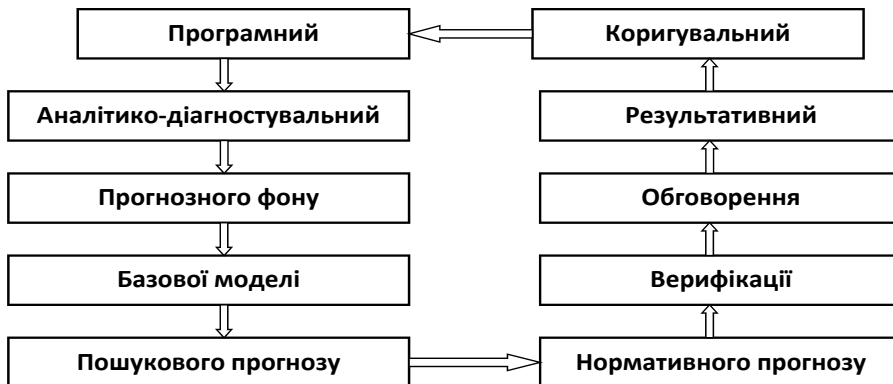 Програмний
Коригувальний
Аналітико-діагностувальний
Результативний
Прогнозного фону
Обговорення
Базової моделі
Верифікації
Пошукового прогнозу
Нормативного прогнозу